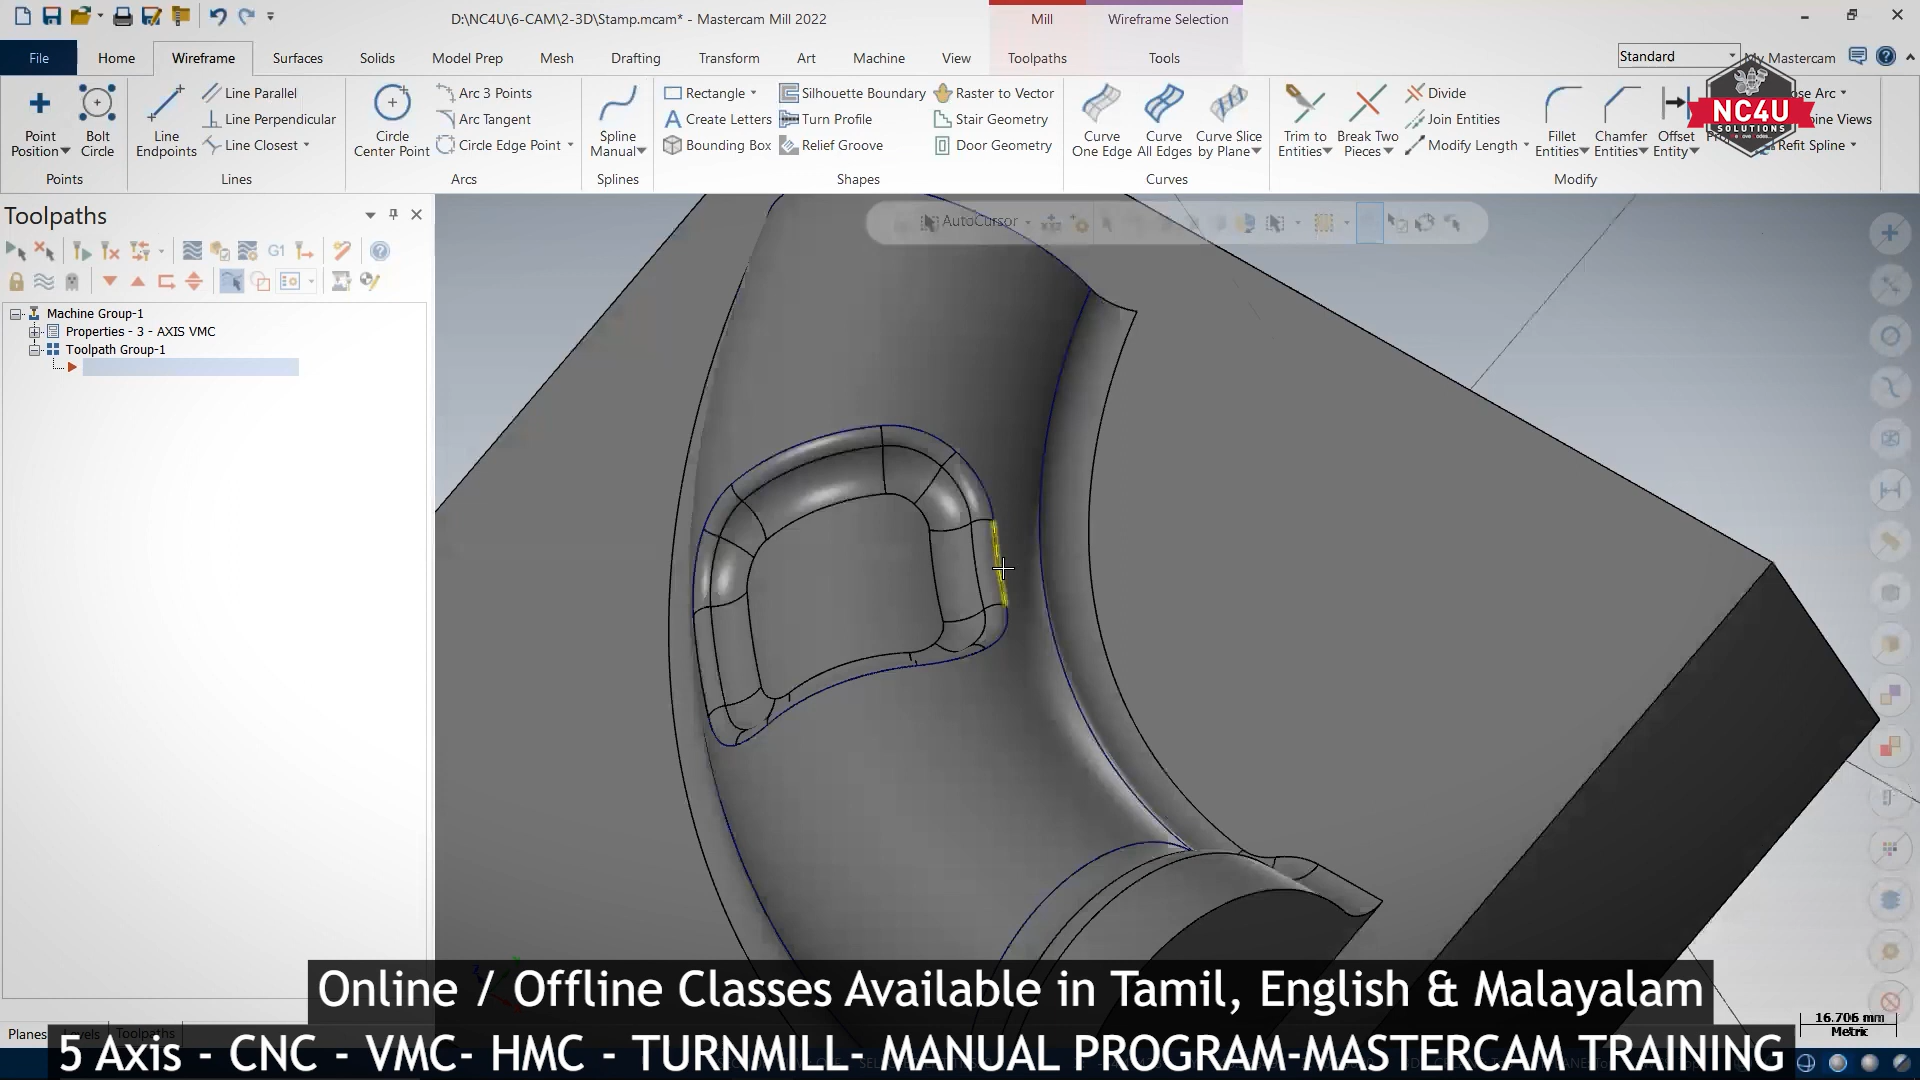 D:\NC4U\6-CAM\2-3D\Stamp.mcam* - Mastercam Mill 2022
Mill
Wireframe Selection
File
Home
Wireframe
Surfaces
Solids
Model Prep
Mesh
Drafting
Transform
Art
Machine
View
Toolpaths
Tools
Standard
My Mastercam
Point Position
Bolt Circle
Points
Line Endpoints
Line Parallel
Line Perpendicular
Line Closest
Lines
Circle Center Point
Arc 3 Points
Arc Tangent
Circle Edge Point
Arcs
Spline Manual
Splines
Rectangle
Create Letters
Bounding Box
Silhouette Boundary
Turn Profile
Relief Groove
Raster to Vector
Stair Geometry
Door Geometry
Shapes
Curve One Edge
Curve All Edges
Curve Slice by Plane
Curves
Trim to Entities
Break Two Pieces
Divide
Join Entities
Modify Length
Fillet Entities
Chamfer Entities
Offset Entity
Arc
Views
Refit Spline
Modify
NC4U
SOLUTIONS
Toolpaths
G1
AutoCursor
Machine Group-1
Properties - 3 - AXIS VMC
Toolpath Group-1
Planes
Levels
Toolpaths
16.706 mm
Metric
Online / Offline Classes Available in Tamil, English & Malayalam
5 Axis - CNC - VMC- HMC - TURNMILL- MANUAL PROGRAM-MASTERCAM TRAINING